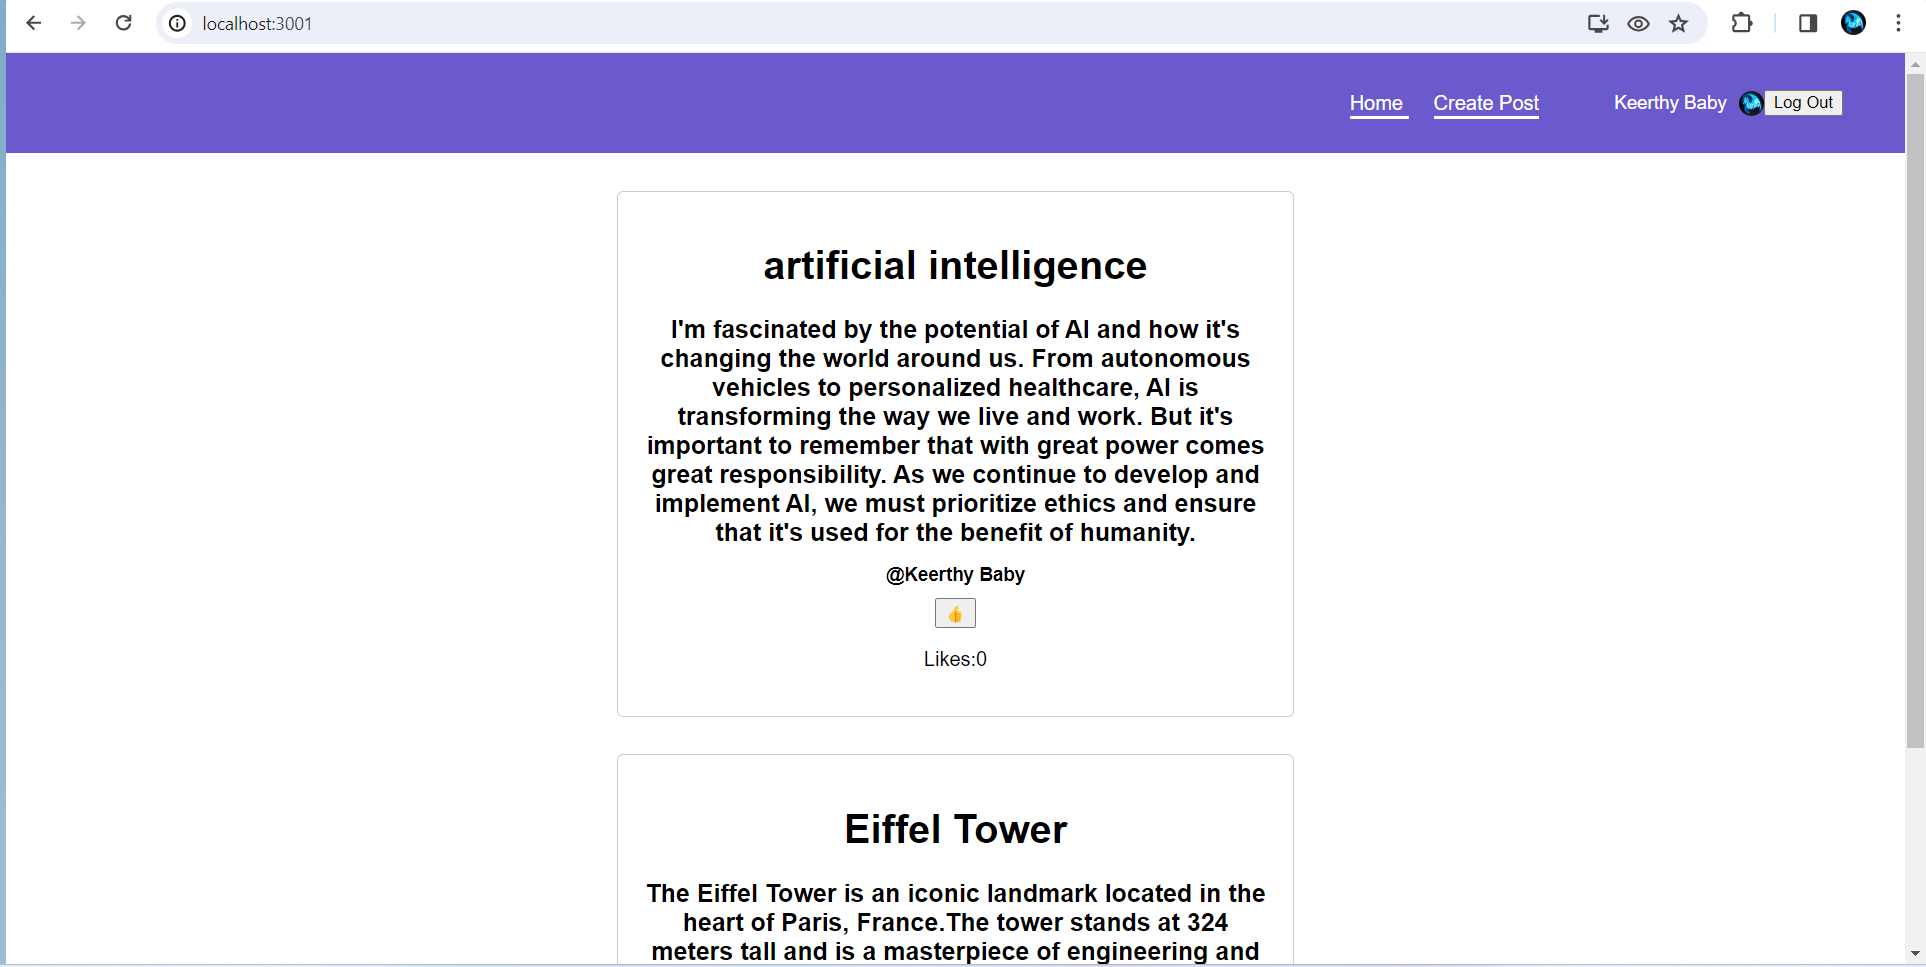 localhost:3001
Home Create Post Keerthy Baby Log Out
artificial intelligence
I'm fascinated by the potential of AI and how it's
changing the world around us. From autonomous
vehicles to personalized healthcare, AI is
transforming the way we live and work. But it's
important to remember that with great power comes
great responsibility. As we continue to develop and
implement AI, we must prioritize ethics and ensure
that it's used for the benefit of humanity.
@Keerthy Baby
Likes:0
Eiffel Tower
The Eiffel Tower is an iconic landmark located in the
heart of Paris, France.The tower stands at 324
meters tall and is a masterpiece of engineering and